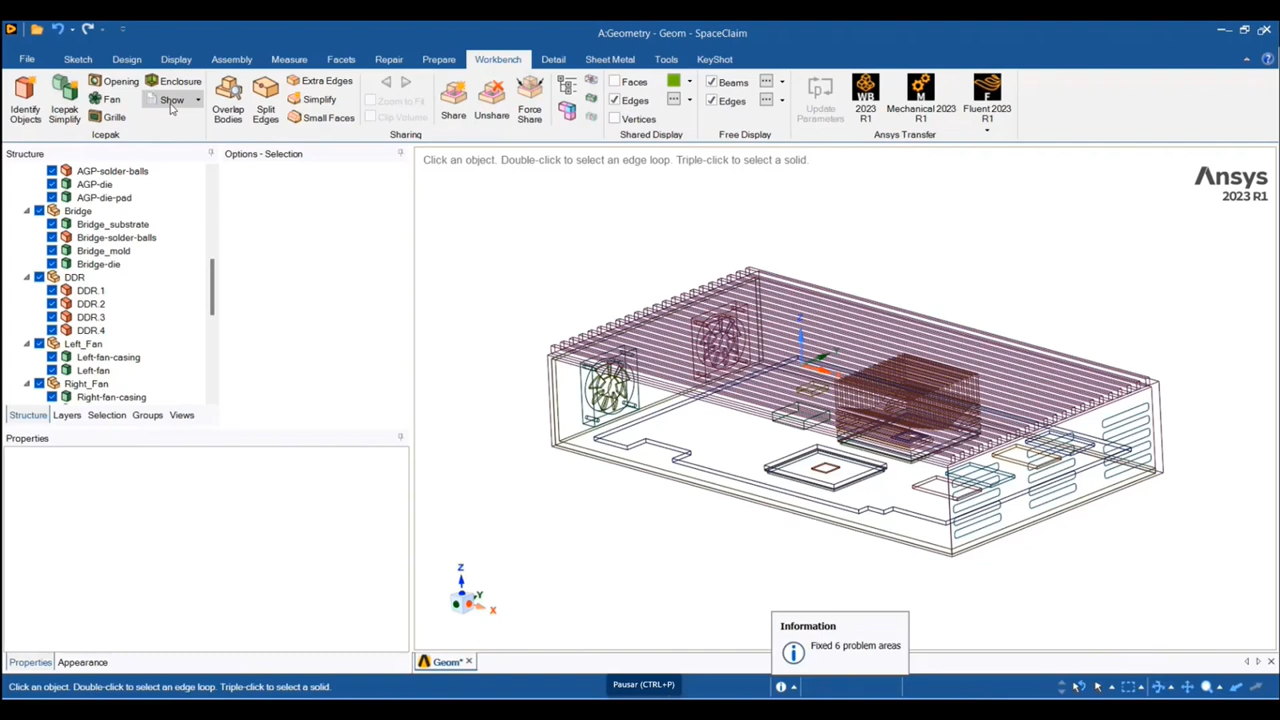 A:Geometry - Geom - SpaceClaim
File Sketch Design Display Assembly Measure Facets Repair Prepare Workbench Detail Sheet Metal Tools KeyShot
Identify Objects
Icepak Simplify
Opening
Fan
Grille
Enclosure
Show
Icepak
Overlap Bodies
Split Edges
Extra Edges
Simplify
Small Faces
Zoom to Fit
Clip Volume
Share
Unshare
Force Share
Sharing
Faces
Edges
Vertices
Shared Display
Beams
Edges
Free Display
Update Parameters
WB
2023 R1
M
Mechanical 2023 R1
Fluent 2023 R1
Ansys Transfer
Structure
AGP-solder-balls
AGP-die
AGP-die-pad
Bridge
Bridge_substrate
Bridge-solder-balls
Bridge_mold
Bridge-die
DDR
DDR.1
DDR.2
DDR.3
DDR.4
Left_Fan
Left-fan-casing
Left-fan
Right_Fan
Right-fan-casing
Structure Layers Selection Groups Views
Options - Selection
Properties
Properties Appearance
Click an object. Double-click to select an edge loop. Triple-click to select a solid.
Ansys
2023 R1
Z
Z
Y
X
Information
Fixed 6 problem areas
Geom*
Pausar (CTRL+P)
Click an object. Double-click to select an edge loop. Triple-click to select a solid.